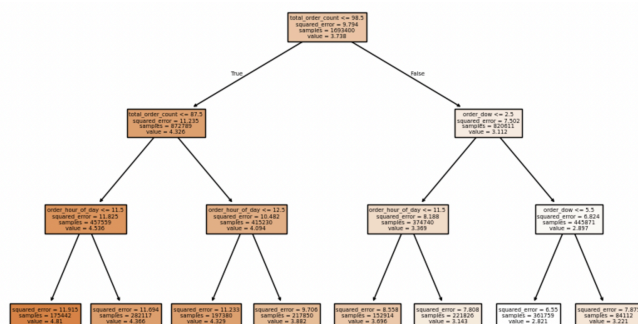 total_order_count <= 98.5
squared_error = 9.794
samples = 1693400
value = 3.738
True
False
total_order_count <= 87.5
squared_error = 11.235
samples = 872789
value = 4.326
order_dow <= 2.5
squared_error = 7.502
samples = 820611
value = 3.112
order_hour_of_day <= 11.5
squared_error = 11.825
samples = 457559
value = 4.536
order_hour_of_day <= 12.5
squared_error = 10.482
samples = 415230
value = 4.094
order_hour_of_day <= 11.5
squared_error = 8.188
samples = 374740
value = 3.369
order_dow <= 5.5
squared_error = 6.824
samples = 445871
value = 2.897
squared_error = 11.915
samples = 175442
value = 4.81
squared_error = 11.694
samples = 282117
value = 4.366
squared_error = 11.233
samples = 197380
value = 4.329
squared_error = 9.706
samples = 217850
value = 3.882
squared_error = 8.558
samples = 152914
value = 3.696
squared_error = 7.808
samples = 221826
value = 3.143
squared_error = 6.55
samples = 361759
value = 2.821
squared_error =
samples = 84112
value = 3.221